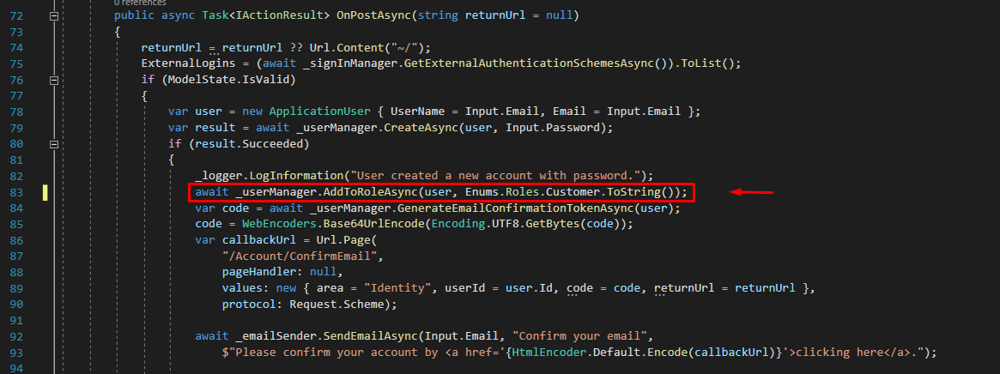 0 references
72 public async Task<IActionResult> OnPostAsync(string returnUrl = null)
73 {
74 returnUrl = returnUrl ?? Url.Content("~/");
75 ExternalLogins = (await _signInManager.GetExternalAuthenticationSchemesAsync()).ToList();
76 if (ModelState.IsValid)
77 {
78 var user = new ApplicationUser { UserName = Input.Email, Email = Input.Email };
79 var result = await _userManager.CreateAsync(user, Input.Password);
80 if (result.Succeeded)
81 {
82 _logger.LogInformation("User created a new account with password.");
83 await _userManager.AddToRoleAsync(user, Enums.Roles.Customer.ToString());
84 var code = await _userManager.GenerateEmailConfirmationTokenAsync(user);
85 code = WebEncoders.Base64UrlEncode(Encoding.UTF8.GetBytes(code));
86 var callbackUrl = Url.Page(
87 "/Account/ConfirmEmail",
88 pageHandler: null,
89 values: new { area = "Identity", userId = user.Id, code = code, returnUrl = returnUrl },
90 protocol: Request.Scheme);
91
92 await _emailSender.SendEmailAsync(Input.Email, "Confirm your email",
93 $"Please confirm your account by <a href='{HtmlEncoder.Default.Encode(callbackUrl)}'>clicking here</a>.");
94